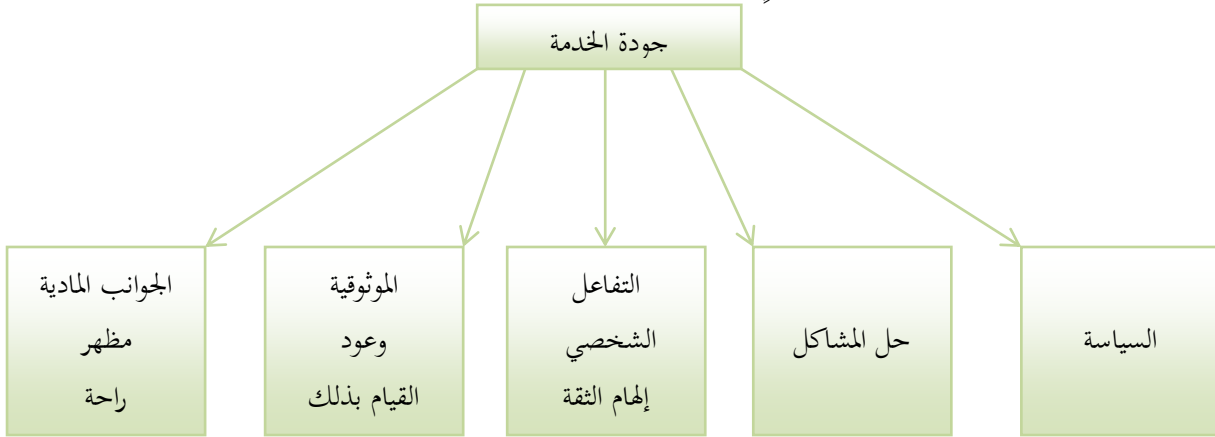 جودة الخدمة
السياسة
حل المشاكل
التفاعل
الشخصي
إلهام الثقة
الموثوقية
وعود
القيام بذلك
الجوانب المادية
مظهر
راحة